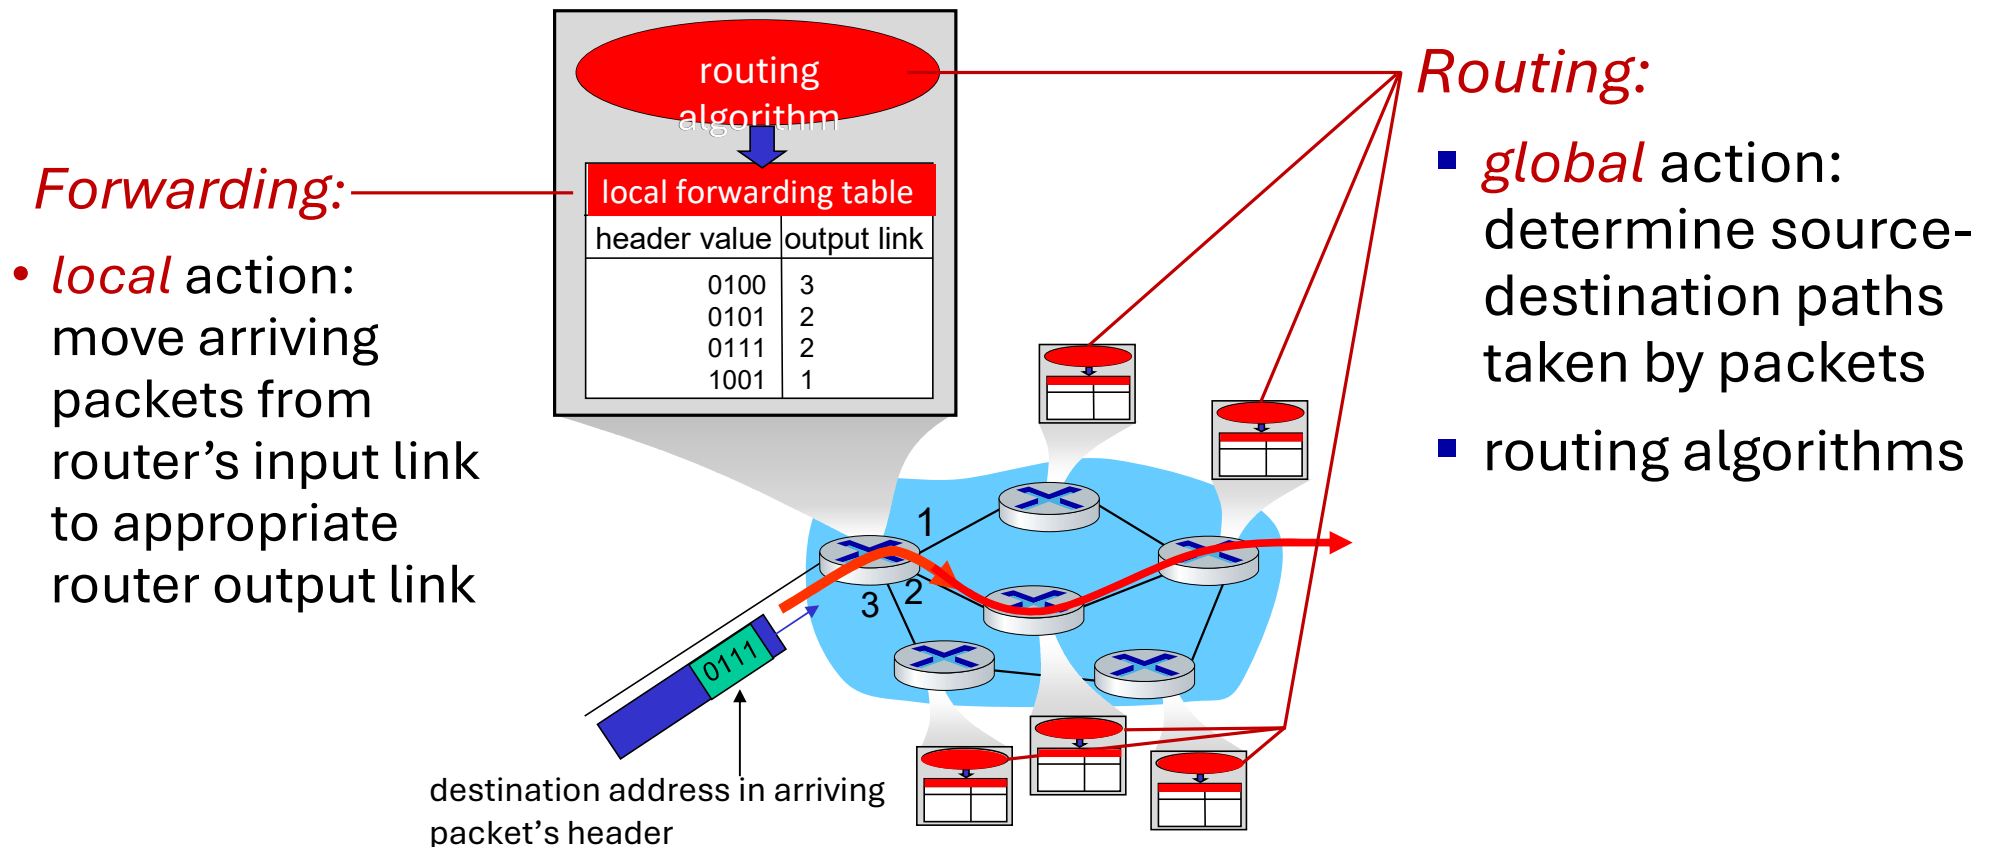 routing
algorithm
local forwarding table
header value output link
0100 3
0101 2
0111 2
1001 1
Forwarding:
• local action:
move arriving
packets from
router’s input link
to appropriate
router output link
Routing:
▪ global action:
determine source-
destination paths
taken by packets
▪ routing algorithms
1
2
3
0111
destination address in arriving
packet’s header